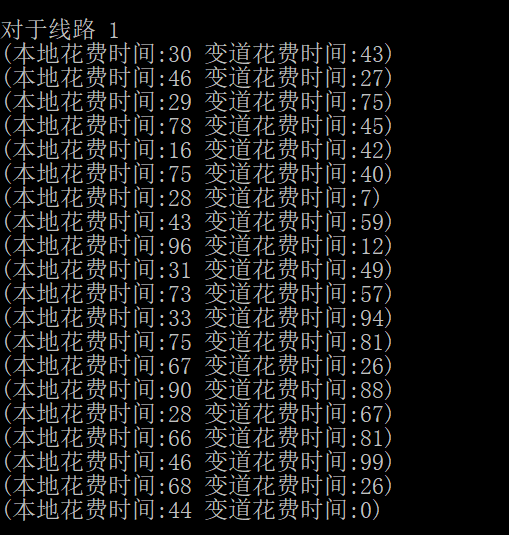 对于线路 1
(本地花费时间:30 变道花费时间:43)
(本地花费时间:46 变道花费时间:27)
(本地花费时间:29 变道花费时间:75)
(本地花费时间:78 变道花费时间:45)
(本地花费时间:16 变道花费时间:42)
(本地花费时间:75 变道花费时间:40)
(本地花费时间:28 变道花费时间:7)
(本地花费时间:43 变道花费时间:59)
(本地花费时间:96 变道花费时间:12)
(本地花费时间:31 变道花费时间:49)
(本地花费时间:73 变道花费时间:57)
(本地花费时间:33 变道花费时间:94)
(本地花费时间:75 变道花费时间:81)
(本地花费时间:67 变道花费时间:26)
(本地花费时间:90 变道花费时间:88)
(本地花费时间:28 变道花费时间:67)
(本地花费时间:66 变道花费时间:81)
(本地花费时间:46 变道花费时间:99)
(本地花费时间:68 变道花费时间:26)
(本地花费时间:44 变道花费时间:0)